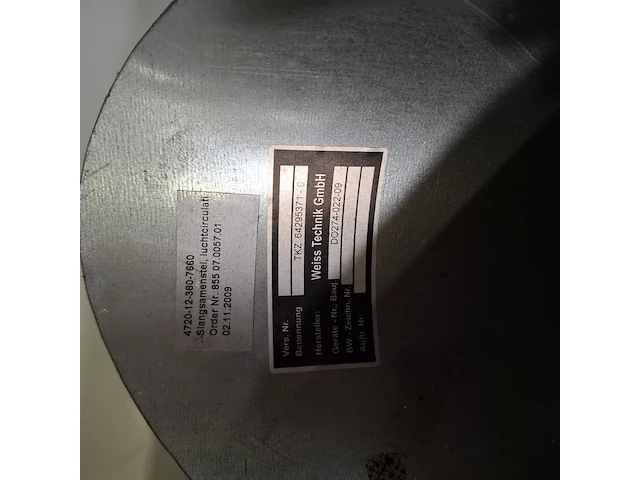 4720-12-380-7660
Slangsamenstel, luchtcirculati
Order Nr. 855 07.0057.01
02.11.2009
Vers. Nr.
Benennung TKZ 64295371 - 0
Hersteller: Weiss Technik GmbH
Geräte - Nr., Bauj. DO274-022-09
BW - Zeichn. Nr.
Auftr. Nr.